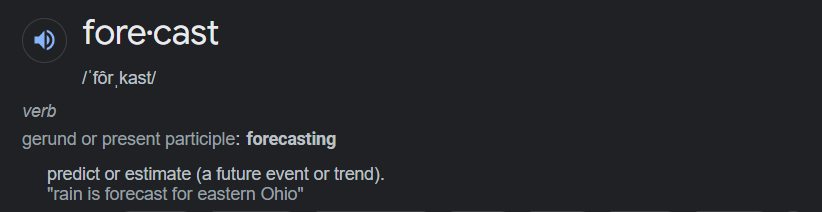 fore·cast
/ˈfôrˌkast/
verb
gerund or present participle: forecasting
predict or estimate (a future event or trend).
"rain is forecast for eastern Ohio"